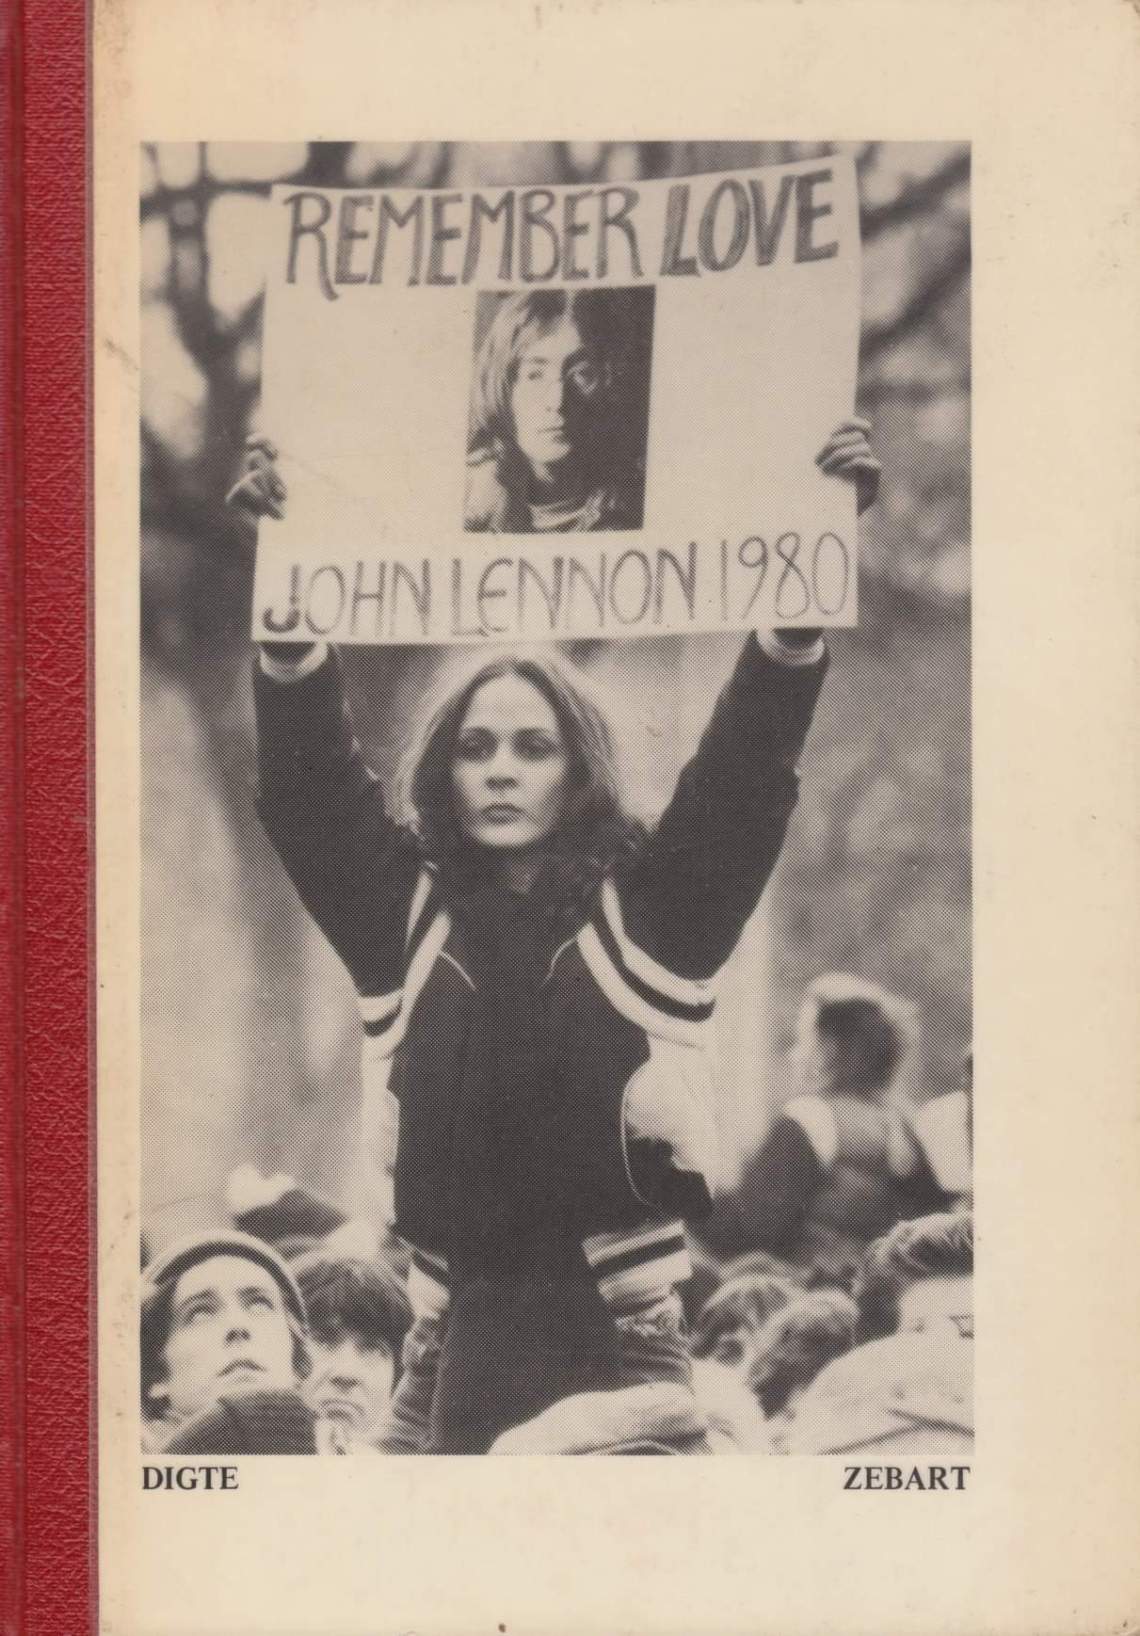 REMEMBER LOVE
JOHN LENNON 1980
DIGTE
ZEBART